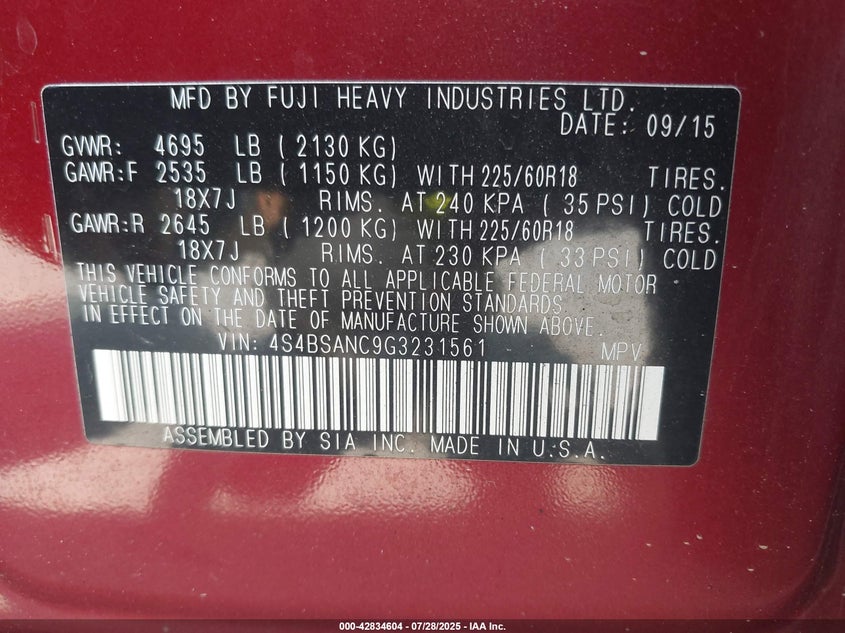 MFD BY FUJI HEAVY INDUSTRIES LTD.
DATE: 09/15
GVWR: 4695 LB ( 2130 KG)
GAWR:F 2535 LB ( 1150 KG) WITH 225/60R18 TIRES.
18X7J RIMS. AT 240 KPA ( 35 PSI) COLD
GAWR:R 2645 LB ( 1200 KG) WITH 225/60R18 TIRES.
18X7J RIMS. AT 230 KPA ( 33 PSI) COLD
THIS VEHICLE CONFORMS TO ALL APPLICABLE FEDERAL MOTOR
VEHICLE SAFETY AND THEFT PREVENTION STANDARDS
IN EFFECT ON THE DATE OF MANUFACTURE SHOWN ABOVE.
VIN: 4S4BSANC9G3231561 MPV
ASSEMBLED BY SIA INC. MADE IN U.S.A.
000-42834604 | 07/28/2025 - IAA Inc.